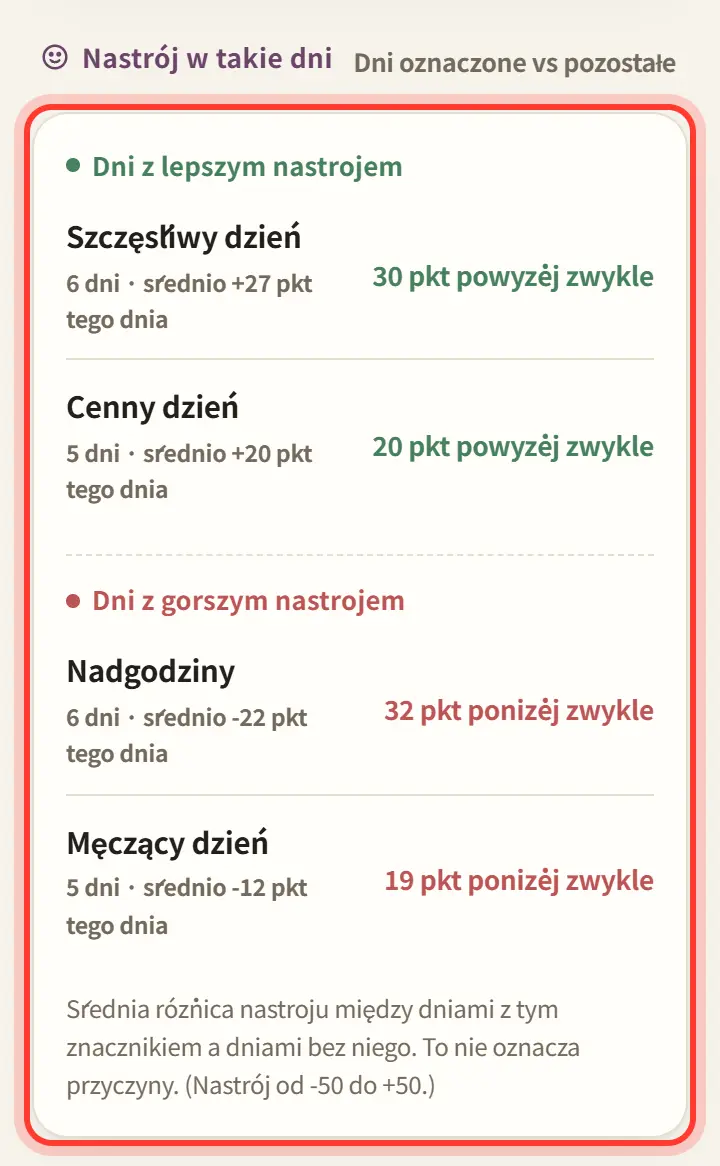 Nastrój w takie dni
Dni oznaczone vs pozostałe
Dni z lepszym nastrojem
Szczęśliwy dzień
6 dni · średnio +27 pkt
tego dnia
30 pkt powyżej zwykle
Cenny dzień
5 dni · średnio +20 pkt
tego dnia
20 pkt powyżej zwykle
Dni z gorszym nastrojem
Nadgodziny
6 dni · średnio -22 pkt
tego dnia
32 pkt poniżej zwykle
Męczący dzień
5 dni · średnio -12 pkt
tego dnia
19 pkt poniżej zwykle
Średnia różnica nastroju między dniami z tym
znacznikiem a dniami bez niego. To nie oznacza
przyczyny. (Nastrój od -50 do +50.)